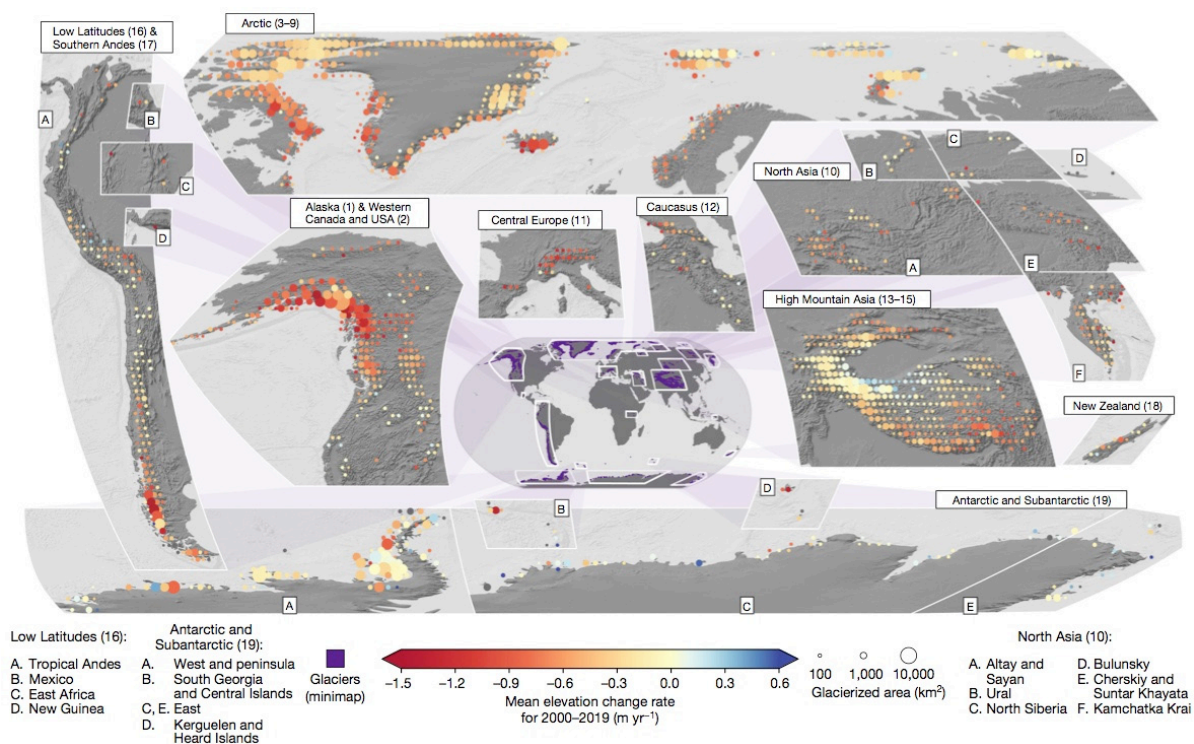 Low Latitudes (16) &
Southern Andes (17)
Arctic (3–9)
A
B
C
D
Alaska (1) & Western
Canada and USA (2)
Central Europe (11)
Caucasus (12)
North Asia (10)
B
C
D
A
E
F
High Mountain Asia (13–15)
New Zealand (18)
Antarctic and Subantarctic (19)
B
D
A
C
E
Low Latitudes (16):
A. Tropical Andes
B. Mexico
C. East Africa
D. New Guinea
Antarctic and
Subantarctic (19):
A. West and peninsula
B. South Georgia
and Central Islands
C, E. East
D. Kerguelen and
Heard Islands
Glaciers
(minimap)
–1.5 –1.2 –0.9 –0.6 –0.3 0.0 0.3 0.6
Mean elevation change rate
for 2000–2019 (m yr⁻¹)
100 1,000 10,000
Glacierized area (km²)
North Asia (10):
A. Altay and
Sayan
B. Ural
C. North Siberia
D. Bulunsky
E. Cherskiy and
Suntar Khayata
F. Kamchatka Krai